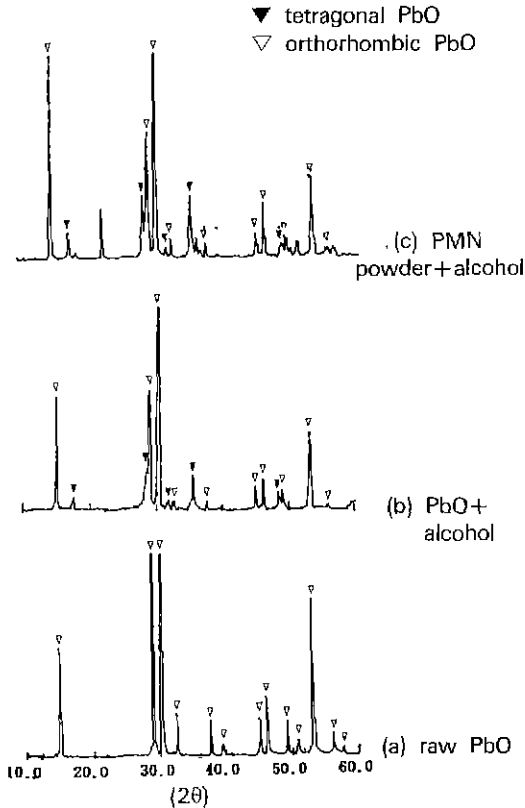 ▼ tetragonal PbO
▽ orthorhombic PbO
(c) PMN
powder+alcohol
(b) PbO+
alcohol
(a) raw PbO
10.0 20.0 30.0 40.0 50.0 60.0
(2θ)